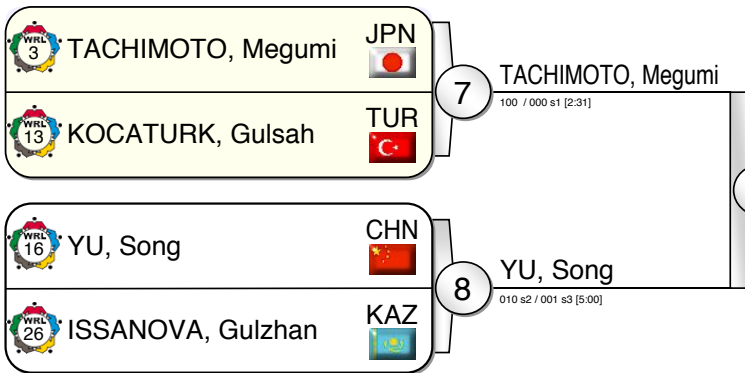 WRL 3 TACHIMOTO, Megumi JPN
WRL 13 KOCATURK, Gulsah TUR
7
TACHIMOTO, Megumi
100 / 000 s1 [2:31]
WRL 16 YU, Song CHN
WRL 26 ISSANOVA, Gulzhan KAZ
8
YU, Song
010 s2 / 001 s3 [5:00]